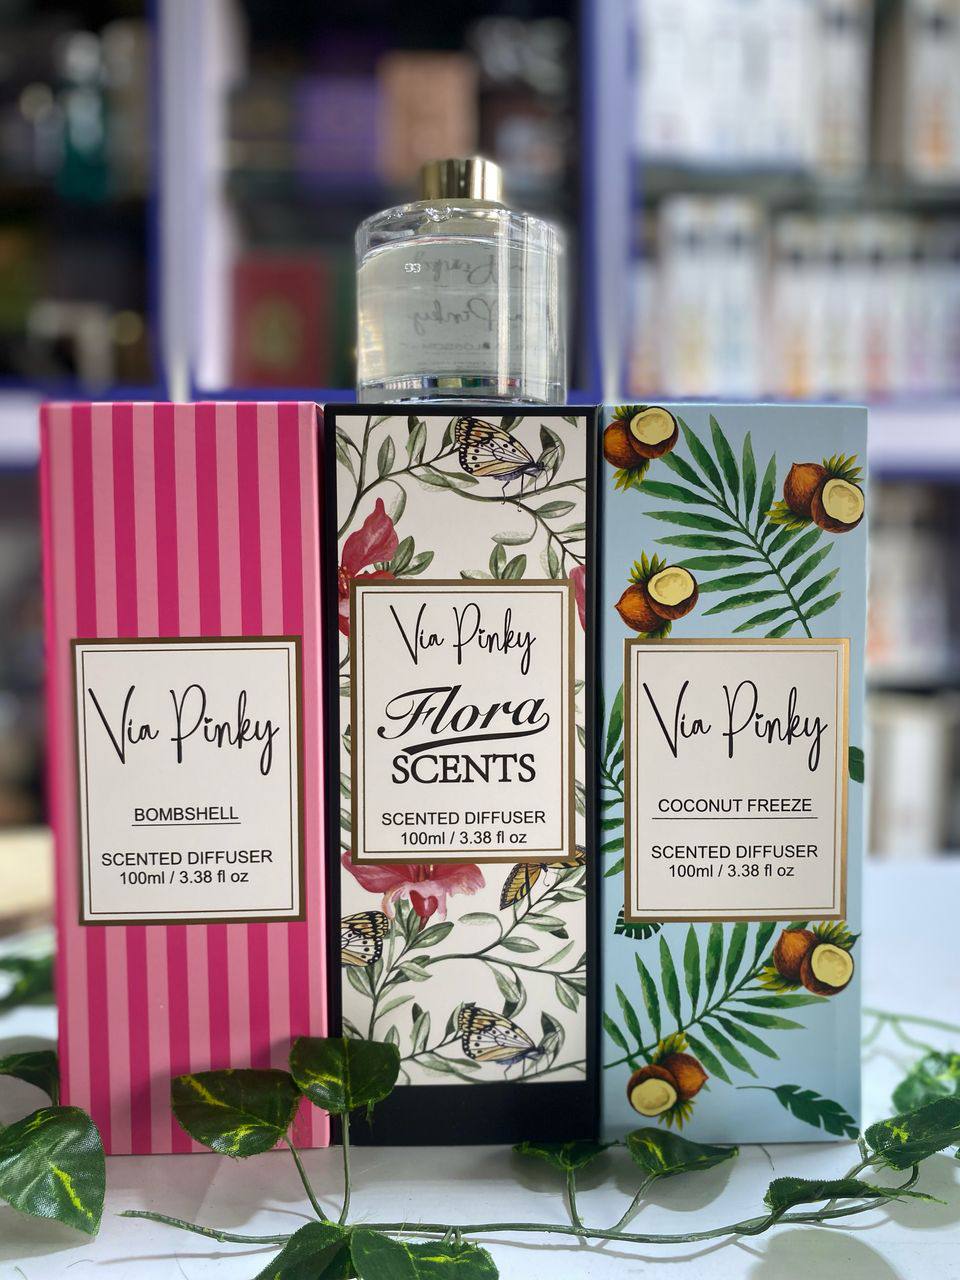 Via Pinky
BOMBSHELL
SCENTED DIFFUSER
100ml / 3.38 fl oz
Via Pinky
Flora
SCENTS
SCENTED DIFFUSER
100ml / 3.38 fl oz
Via Pinky
COCONUT FREEZE
SCENTED DIFFUSER
100ml / 3.38 fl oz